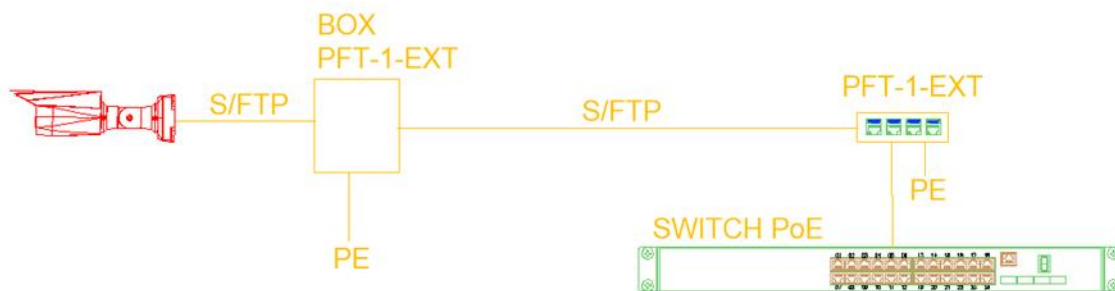 BOX
PFT-1-EXT
S/FTP
S/FTP
PFT-1-EXT
PE
PE
SWITCH PoE